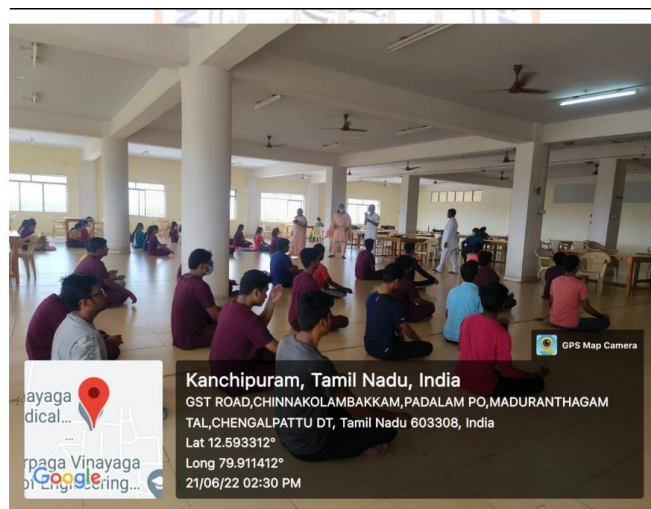 GPS Map Camera
Kanchipuram, Tamil Nadu, India
GST ROAD,CHINNAKOLAMBAKKAM,PADALAM PO,MADURANTHAGAM
TAL,CHENGALPATTU DT, Tamil Nadu 603308, India
Lat 12.593312°
Long 79.911412°
21/06/22 02:30 PM
ayaga
dical...
...
rpaga Vinayaga
of Engineering...
Google